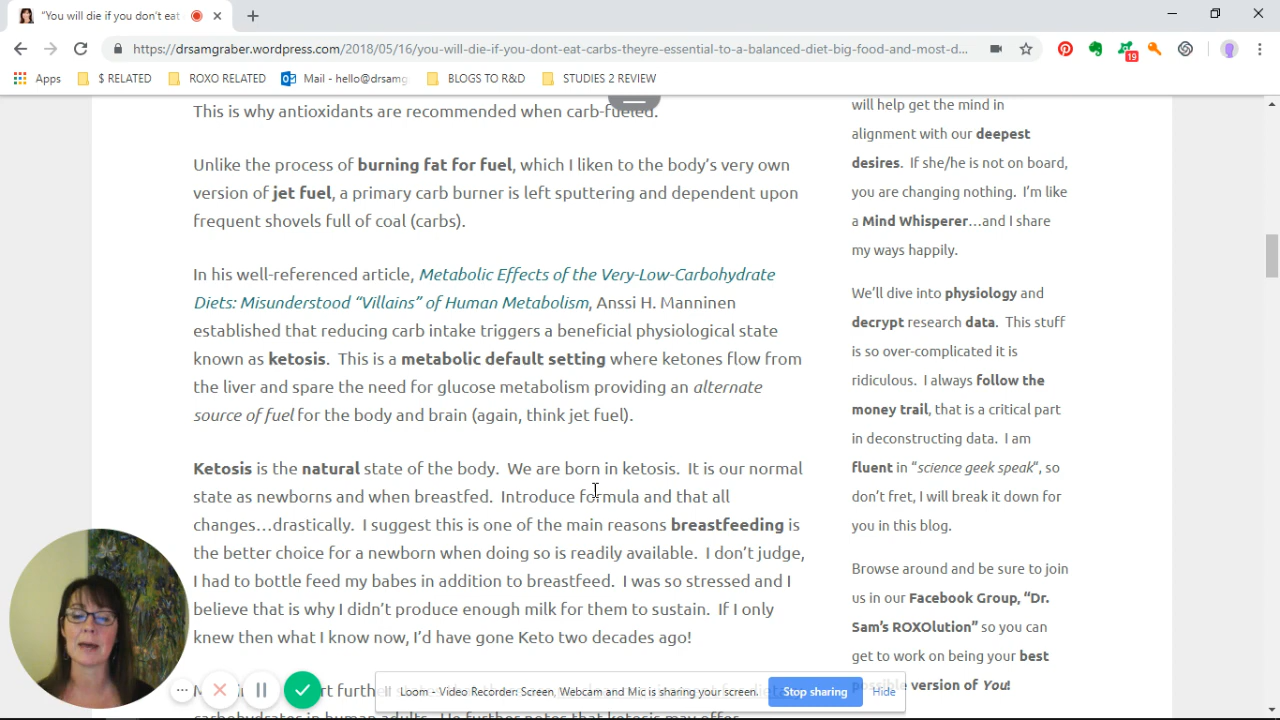 "You will die if you don't eat
https://drsamgraber.wordpress.com/2018/05/16/you-will-die-if-you-dont-eat-carbs-theyre-essential-to-a-balanced-diet-big-food-and-most-d...
19
Apps
$ RELATED
ROXO RELATED
Mail - hello@drsamg
BLOGS TO R&D
STUDIES 2 REVIEW
This is why antioxidants are recommended when carb-fueled.
Unlike the process of burning fat for fuel, which I liken to the body's very own
version of jet fuel, a primary carb burner is left sputtering and dependent upon
frequent shovels full of coal (carbs).
In his well-referenced article, Metabolic Effects of the Very-Low-Carbohydrate
Diets: Misunderstood "Villains" of Human Metabolism, Anssi H. Manninen
established that reducing carb intake triggers a beneficial physiological state
known as ketosis. This is a metabolic default setting where ketones flow from
the liver and spare the need for glucose metabolism providing an alternate
source of fuel for the body and brain (again, think jet fuel).
Ketosis is the natural state of the body. We are born in ketosis. It is our normal
state as newborns and when breastfed. Introduce formula and that all
changes...drastically. I suggest this is one of the main reasons breastfeeding is
the better choice for a newborn when doing so is readily available. I don't judge,
I had to bottle feed my babes in addition to breastfeed. I was so stressed and I
believe that is why I didn't produce enough milk for them to sustain. If I only
knew then what I know now, I'd have gone Keto two decades ago!
will help get the mind in
alignment with our deepest
desires. If she/he is not on board,
you are changing nothing. I'm like
a Mind Whisperer...and I share
my ways happily.
We'll dive into physiology and
decrypt research data. This stuff
is so over-complicated it is
ridiculous. I always follow the
money trail, that is a critical part
in deconstructing data. I am
fluent in "science geek speak", so
don't fret, I will break it down for
you in this blog.
Browse around and be sure to join
us in our Facebook Group, "Dr.
Sam's ROXOlution" so you can
get to work on being your best
possible version of You!
Loom - Video Recorder: Screen, Webcam and Mic is sharing your screen.
Stop sharing
Hide
carbohydrates in human adults. He further notes that ketosis may offer